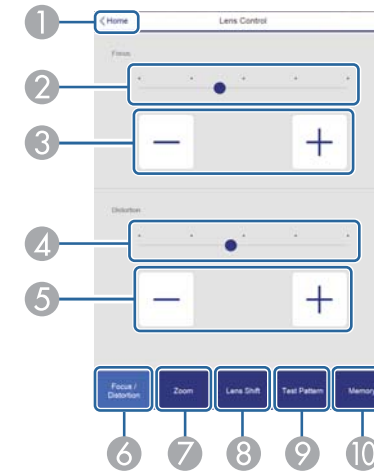 1
< Home
Lens Control
Focus
2
3
− +
Distortion
4
5
− +
Focus /
Distortion
Zoom
Lens Shift
Test Pattern
Memory
6 7 8 9 10